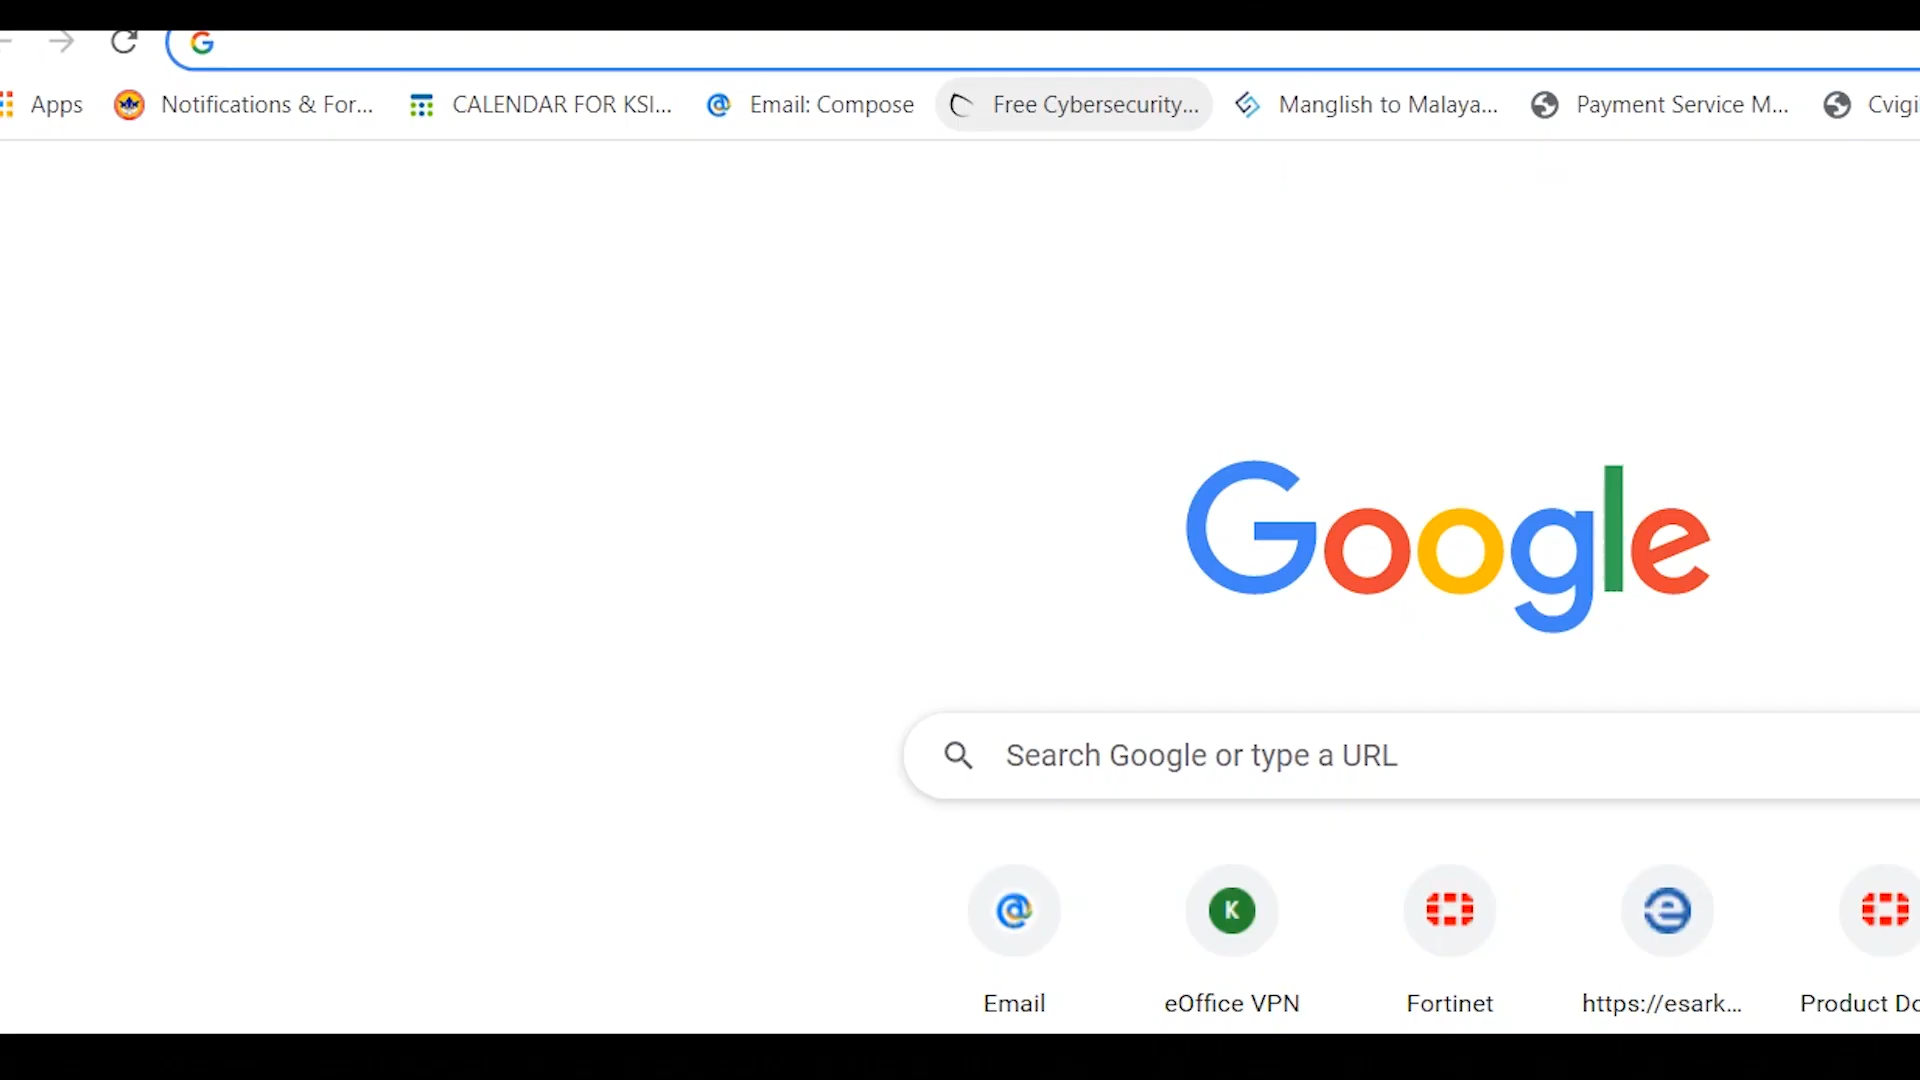 Apps Notifications & For... CALENDAR FOR KSI... Email: Compose Free Cybersecurity... Manglish to Malaya... Payment Service M... Cvigi
Google
Search Google or type a URL
K
Email eOffice VPN Fortinet https://esark... Product Do